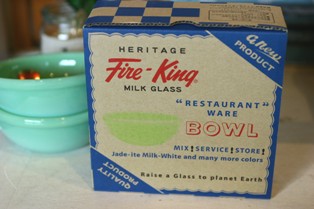 a new
PRODUCT
HERITAGE
Fire-King
MILK GLASS
"RESTAURANT"
WARE
BOWL
MIX!SERVICE!STORE!
Jade-ite Milk-White and many more colors
QUALITY
PRODUCT
Raise a Glass to planet Earth